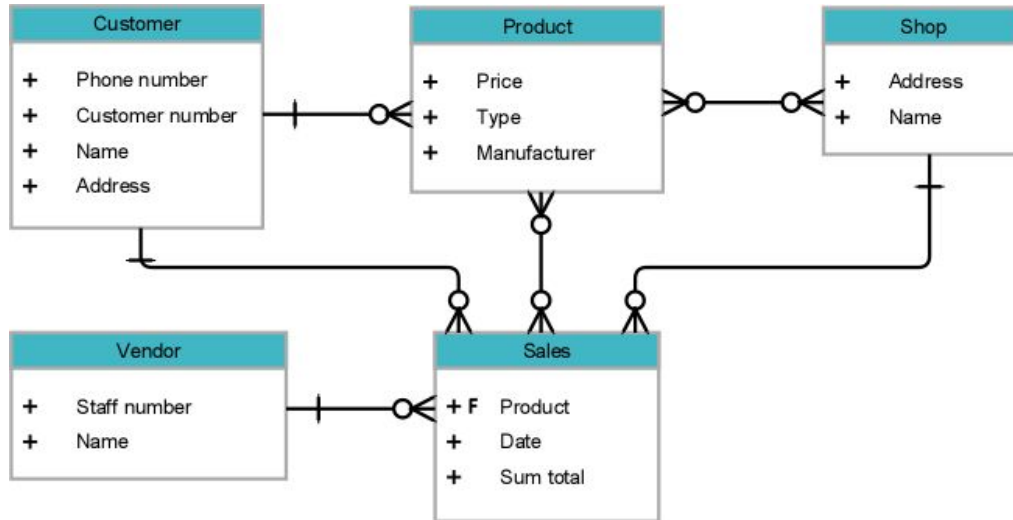 Customer
+ Phone number
+ Customer number
+ Name
+ Address
Product
+ Price
+ Type
+ Manufacturer
Shop
+ Address
+ Name
Vendor
+ Staff number
+ Name
Sales
+ F Product
+ Date
+ Sum total